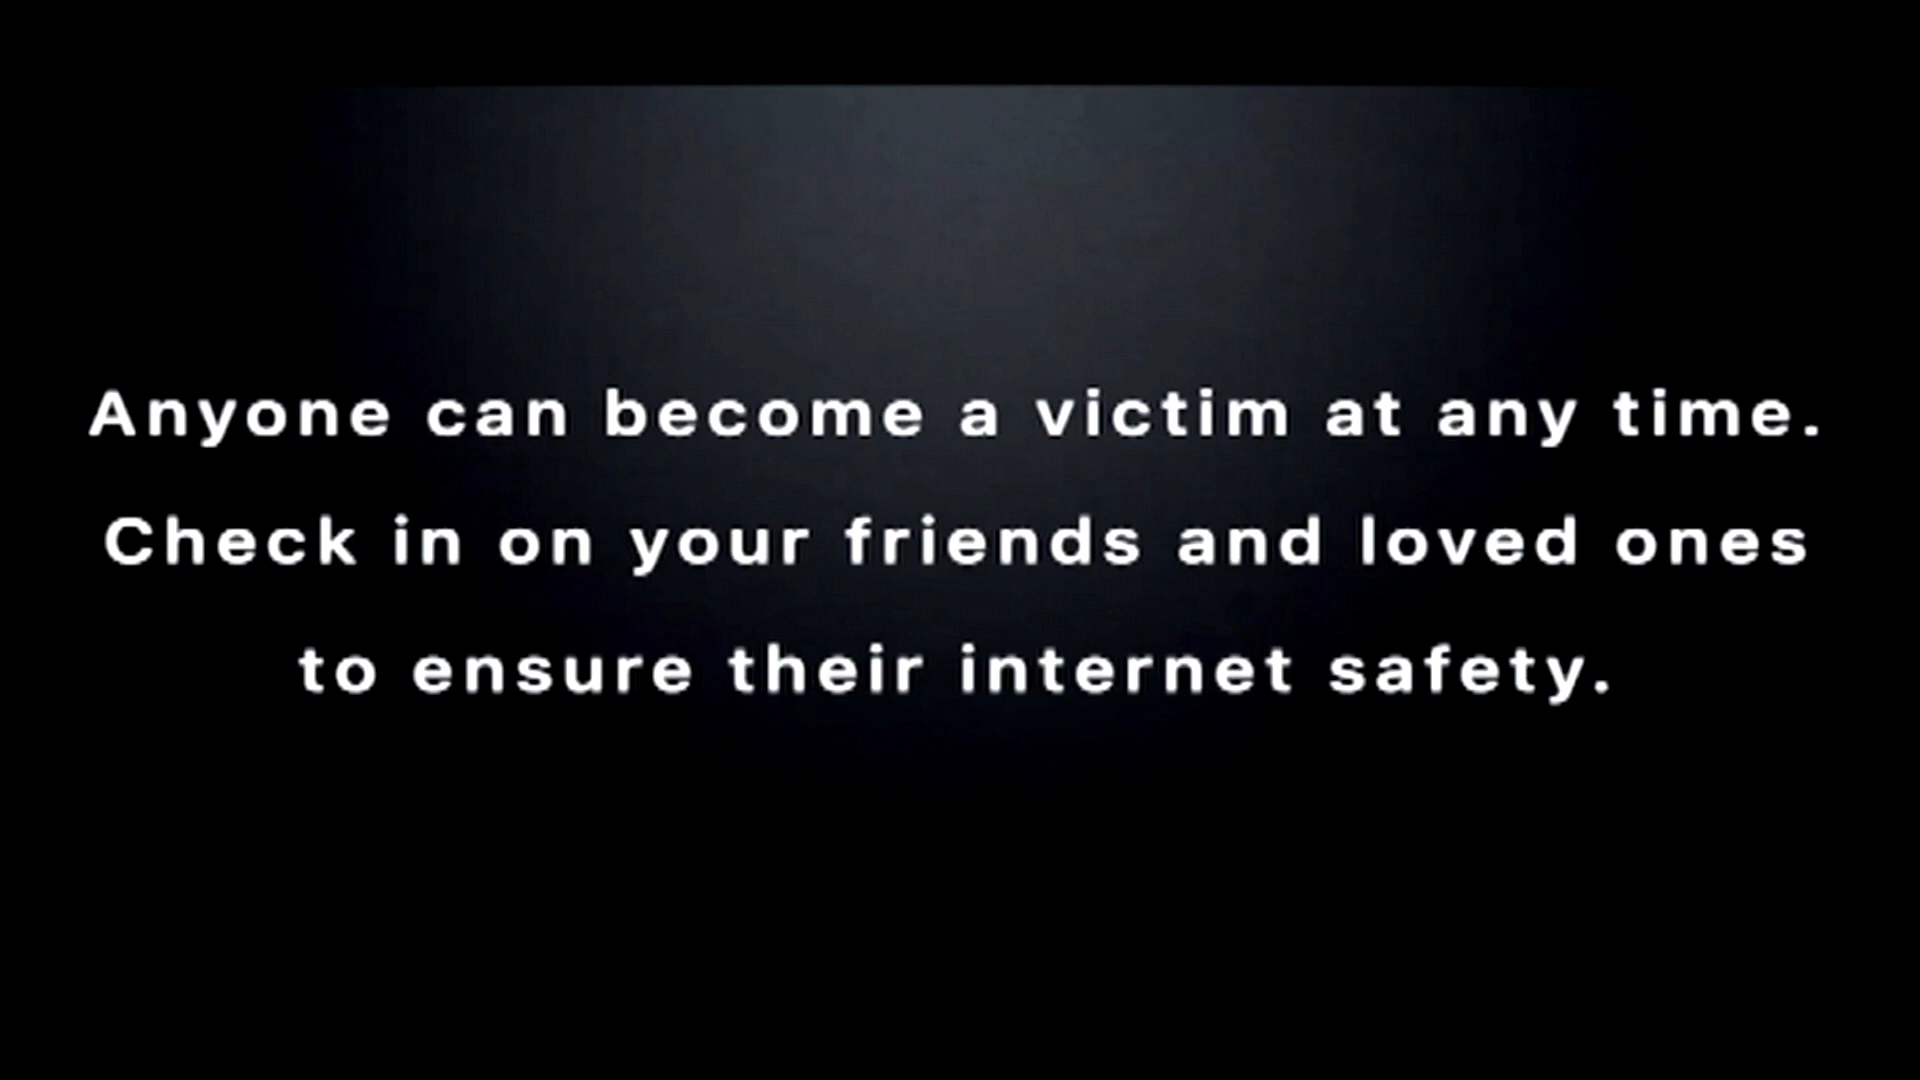 Anyone can become a victim at any time.
Check in on your friends and loved ones
to ensure their internet safety.